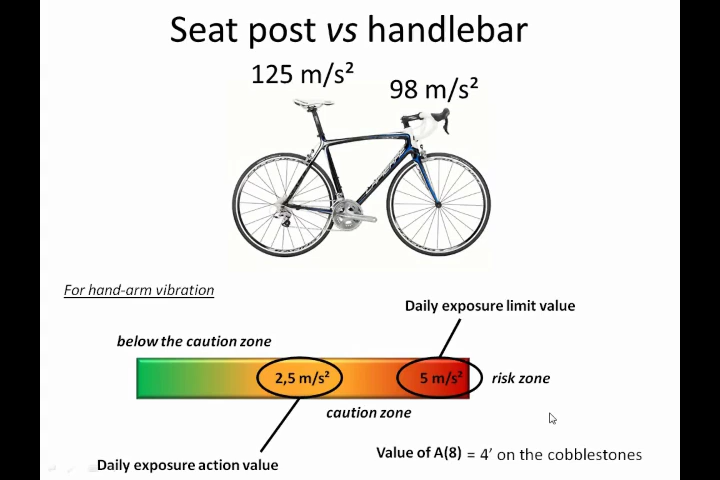 Seat post vs handlebar
125 m/s²
98 m/s²
LAPIERRE
For hand-arm vibration
Daily exposure limit value
below the caution zone
2,5 m/s²
5 m/s²
risk zone
caution zone
Value of A(8) = 4’ on the cobblestones
Daily exposure action value